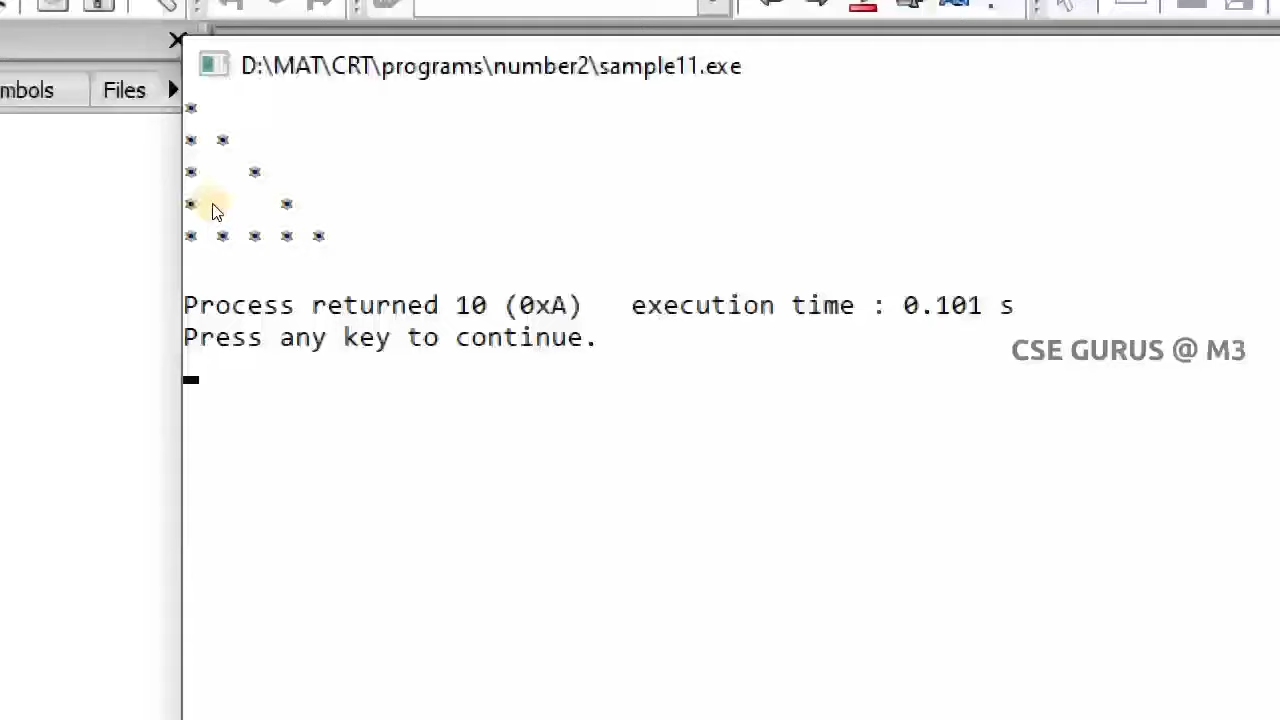 D:\MAT\CRT\programs\number2\sample11.exe
mbols Files
*
* *
*   *
*     *
* * * * *
Process returned 10 (0xA)   execution time : 0.101 s
Press any key to continue.
CSE GURUS @ M3